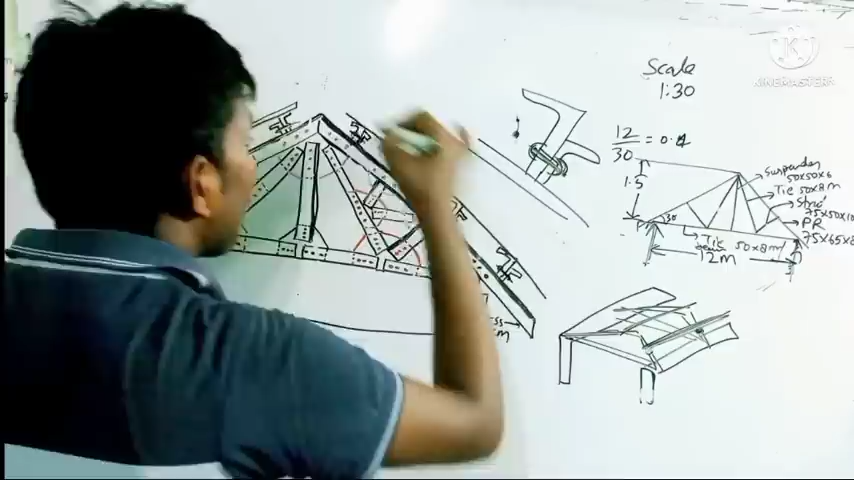 KINEMASTER
Scale
1:30
12
30
= 0.4
1.5
Suspender
50x50x6
Tie 50x8m
Strut
75x50x10
PR
75x65x8
30
Tie
50x8m
12m